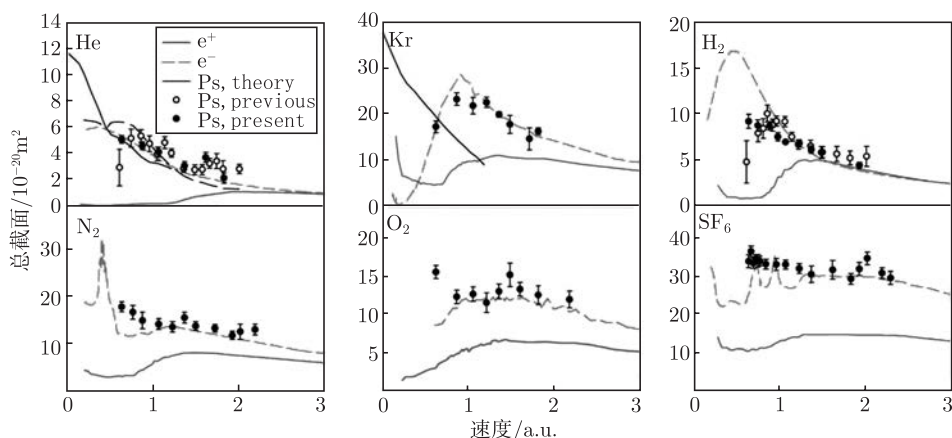 总截面/10⁻²⁰m²
14
12
10
8
6
4
2
0
He
e⁺
e⁻
Ps, theory
Ps, previous
Ps, present
40
30
20
10
0
Kr
20
15
10
5
0
H₂
30
20
10
N₂
0 1 2 3
20
15
10
5
O₂
0 1 2 3
50
40
30
20
10
SF₆
0 1 2 3
速度/a.u.